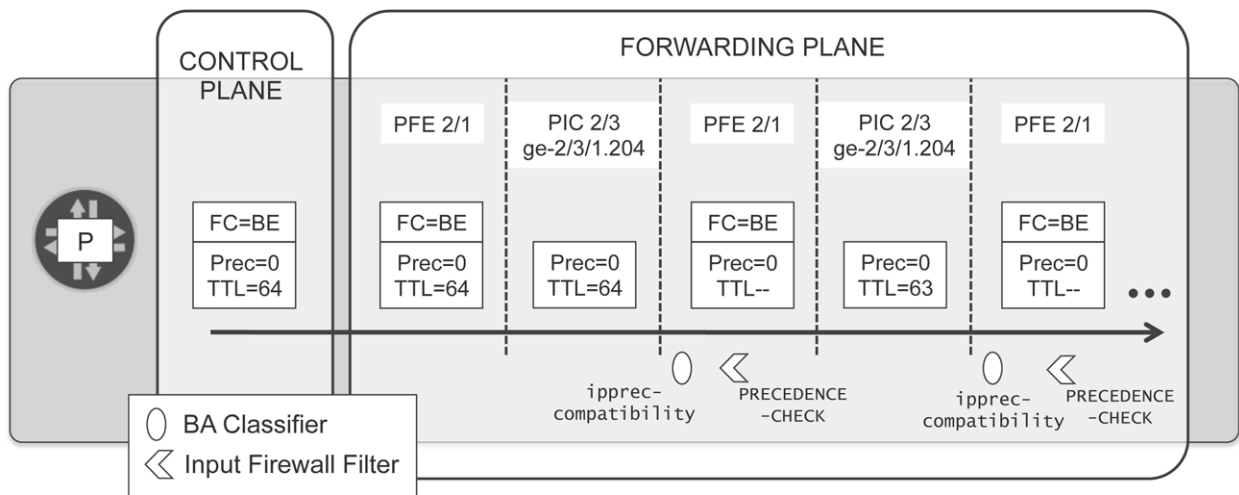 CONTROL
PLANE
FORWARDING PLANE
PFE 2/1
PIC 2/3
ge-2/3/1.204
PFE 2/1
PIC 2/3
ge-2/3/1.204
PFE 2/1
P
FC=BE
Prec=0
TTL=64
FC=BE
Prec=0
TTL=64
Prec=0
TTL=64
FC=BE
Prec=0
TTL--
Prec=0
TTL=63
FC=BE
Prec=0
TTL--
ipprec-
compatibility
PRECEDENCE
-CHECK
ipprec-
compatibility
PRECEDENCE
-CHECK
BA Classifier
Input Firewall Filter